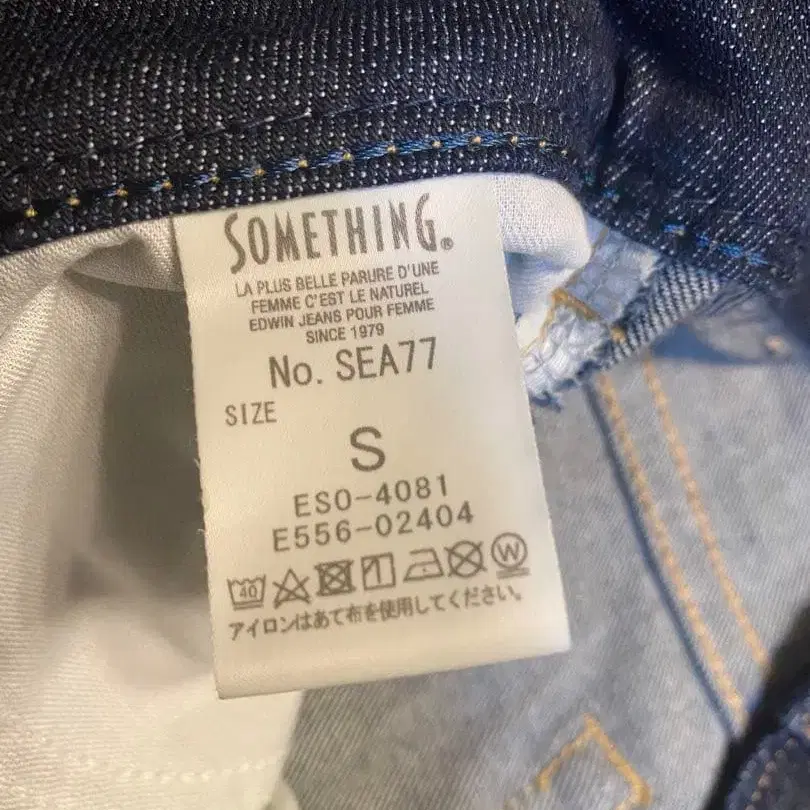 SOMETHING®
LA PLUS BELLE PARURE D'UNE
FEMME C'EST LE NATUREL
EDWIN JEANS POUR FEMME
SINCE 1979
No. SEA77
SIZE
S
ES0-4081
E556-02404
40 W
アイロンはあて布を使用してください。